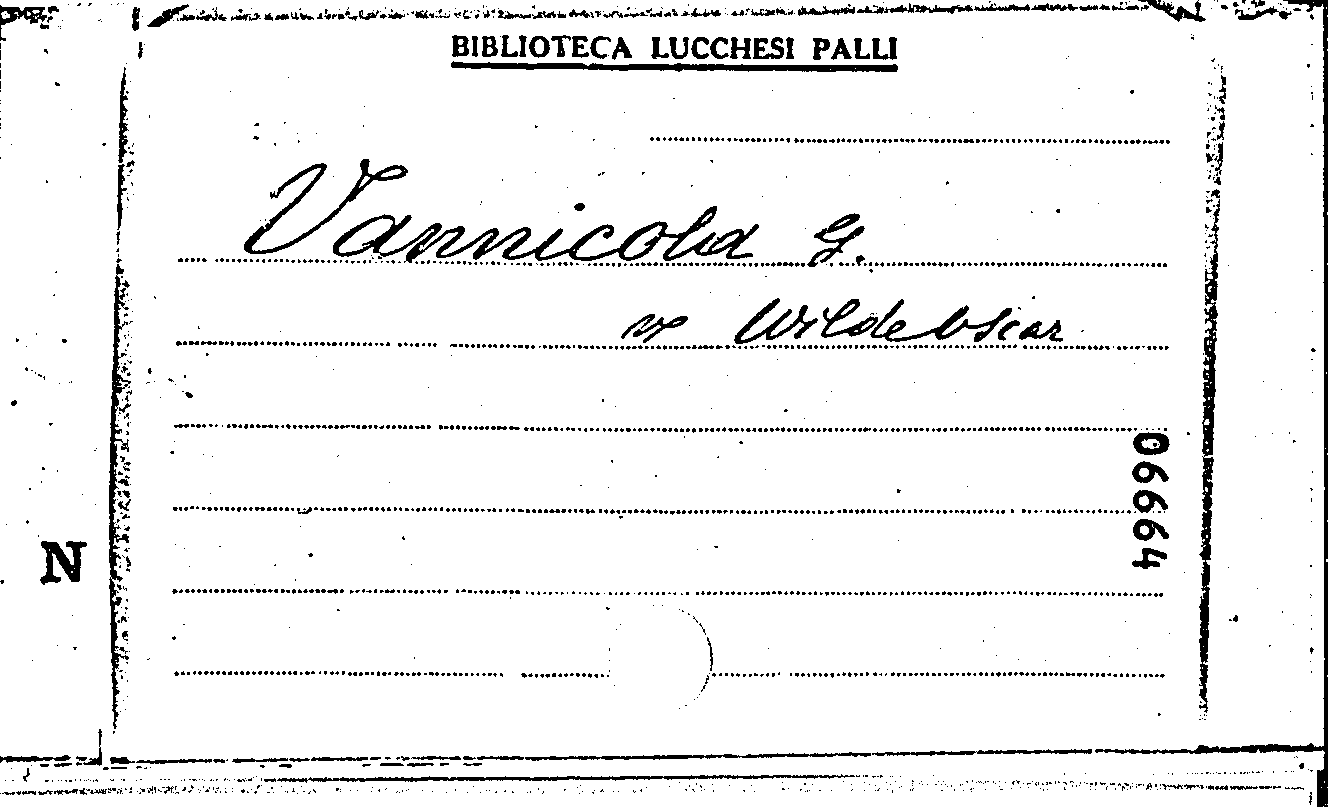 BIBLIOTECA LUCCHESI PALLI
Vannicola G.
v Wilde Oscar
06664
N